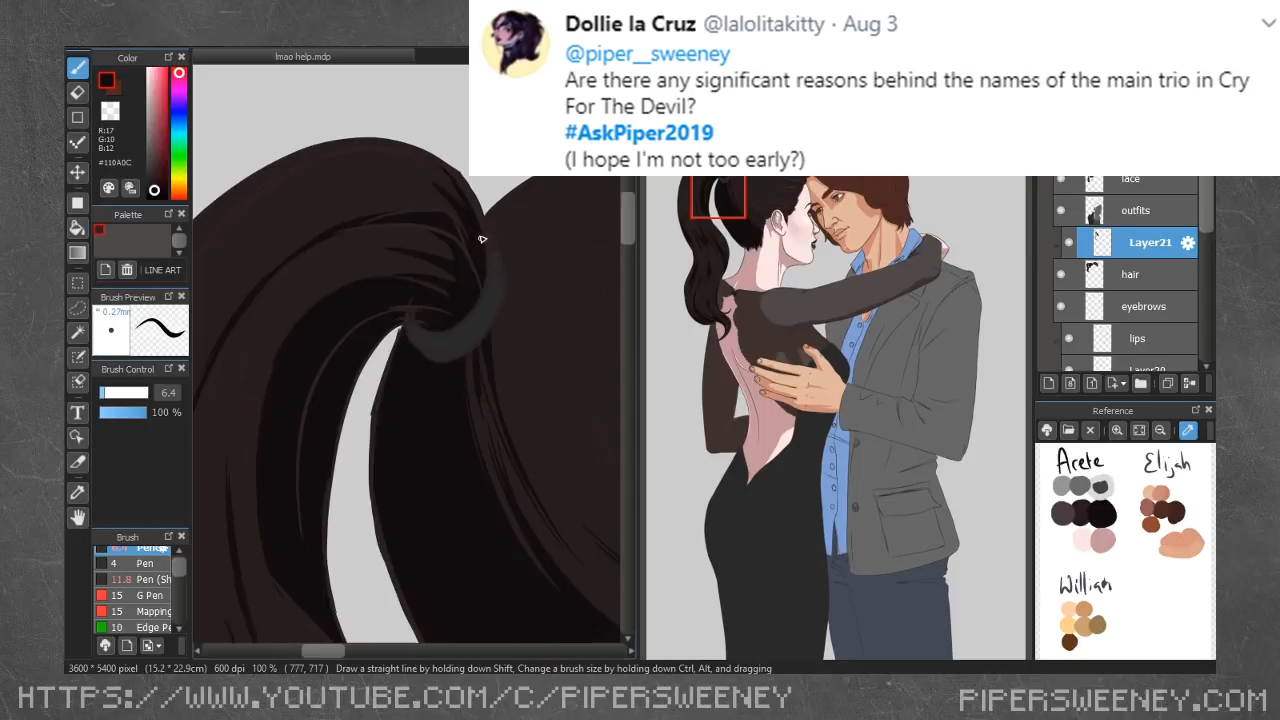 Dollie la Cruz @lalolitakitty · Aug 3
@piper__sweeney
Are there any significant reasons behind the names of the main trio in Cry
For The Devil?
#AskPiper2019
(I hope I'm not too early?)
Color
lmao help.mdp
R:17
G:10
B:12
#110A0C
Palette
LINE ART
Brush Preview
0.27mm
Brush Control
6.4
100 %
Brush
4 Pen
11.8 Pen (Sh
15 G Pen
15 Mapping
10 Edge Pe
lace
outfits
Layer21
hair
eyebrows
lips
Layer20
Reference
Arete
Elijah
William
3600 * 5400 pixel (15.2 * 22.9cm) 600 dpi 100 % ( 777, 717 ) Draw a straight line by holding down Shift, Change a brush size by holding down Ctrl, Alt, and dragging
HTTPS://WWW.YOUTUBE.COM/C/PIPERSWEENEY
PIPERSWEENEY.COM